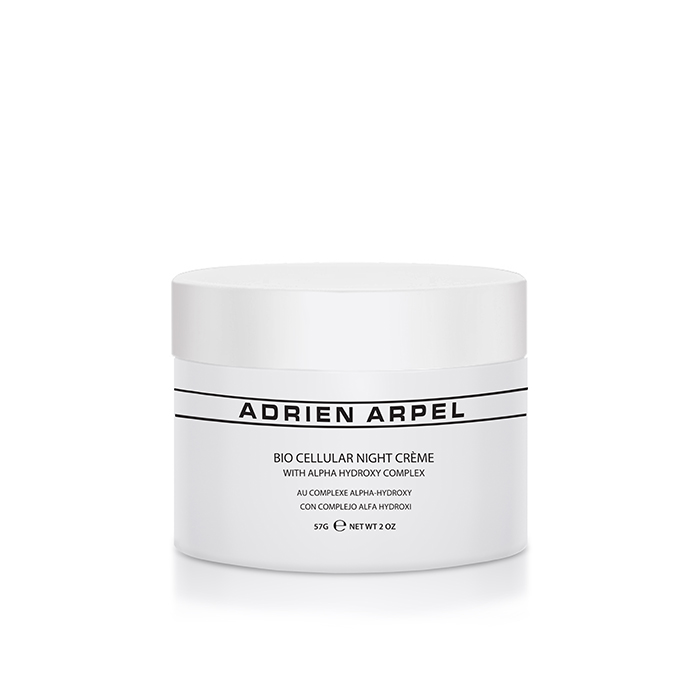 ADRIEN ARPEL
BIO CELLULAR NIGHT CRÈME
WITH ALPHA HYDROXY COMPLEX
AU COMPLEXE ALPHA-HYDROXY
CON COMPLEJO ALFA HYDROXI
57G ℮ NET WT 2 OZ